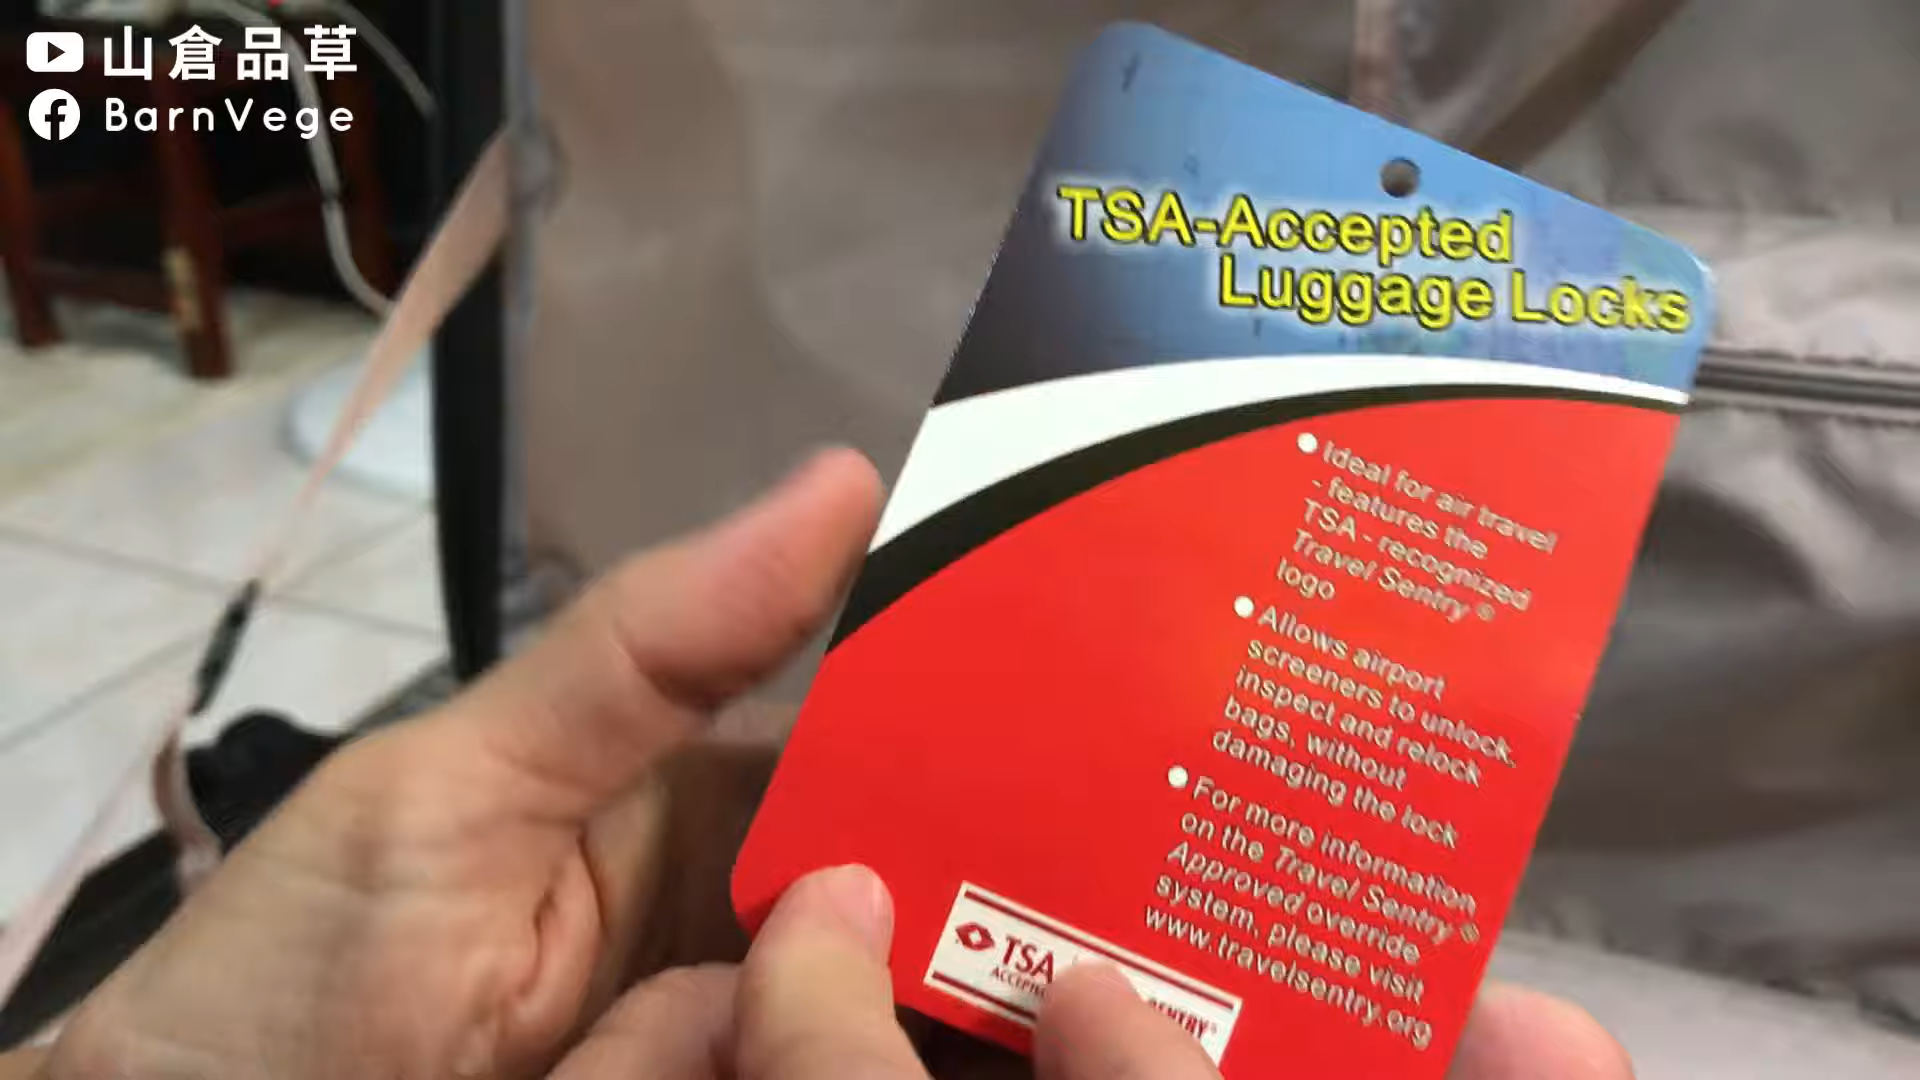 山倉品草
BarnVege
TSA-Accepted
Luggage Locks
Ideal for air travel
- features the
TSA - recognized
Travel Sentry®
logo
Allows airport
screeners to unlock,
inspect and relock
bags, without
damaging the lock
For more information
on the Travel Sentry®
Approved override
system, please visit
www.travelsentry.org
TSA